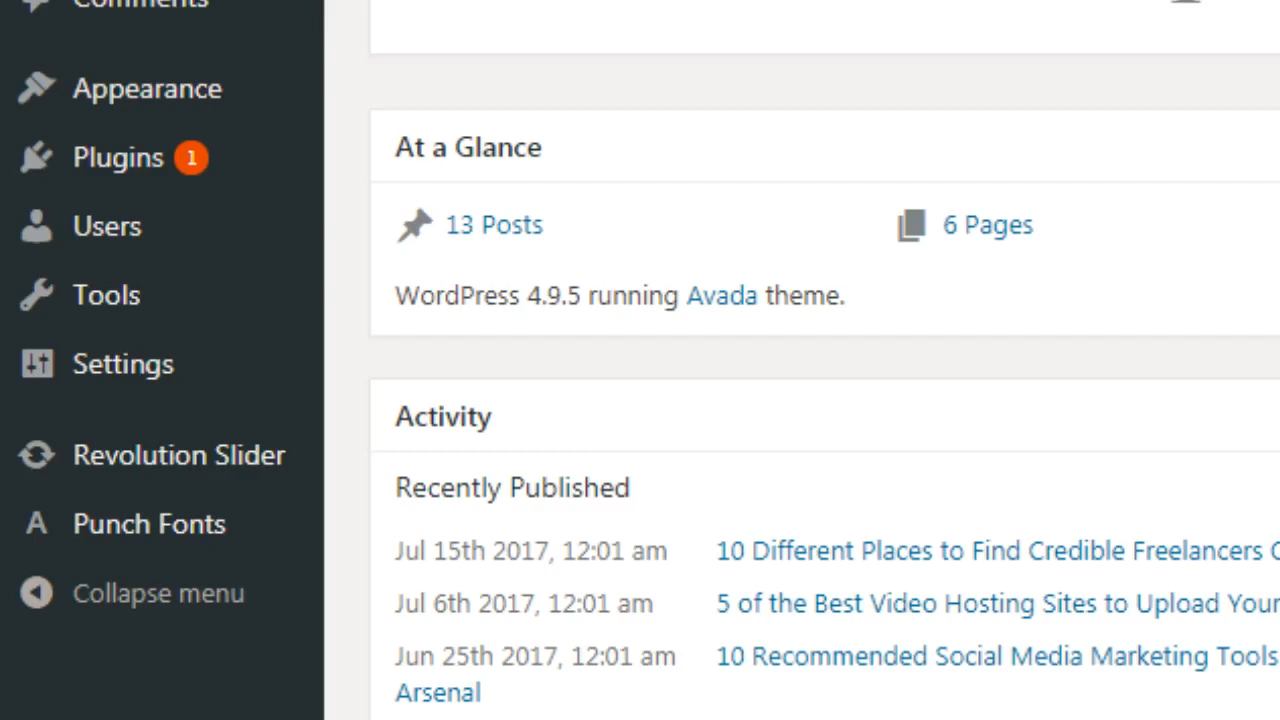 Comments
Appearance
Plugins 1
Users
Tools
Settings
Revolution Slider
A Punch Fonts
Collapse menu
At a Glance
13 Posts
6 Pages
WordPress 4.9.5 running Avada theme.
Activity
Recently Published
Jul 15th 2017, 12:01 am 10 Different Places to Find Credible Freelancers
Jul 6th 2017, 12:01 am 5 of the Best Video Hosting Sites to Upload Your
Jun 25th 2017, 12:01 am 10 Recommended Social Media Marketing Tools
Arsenal